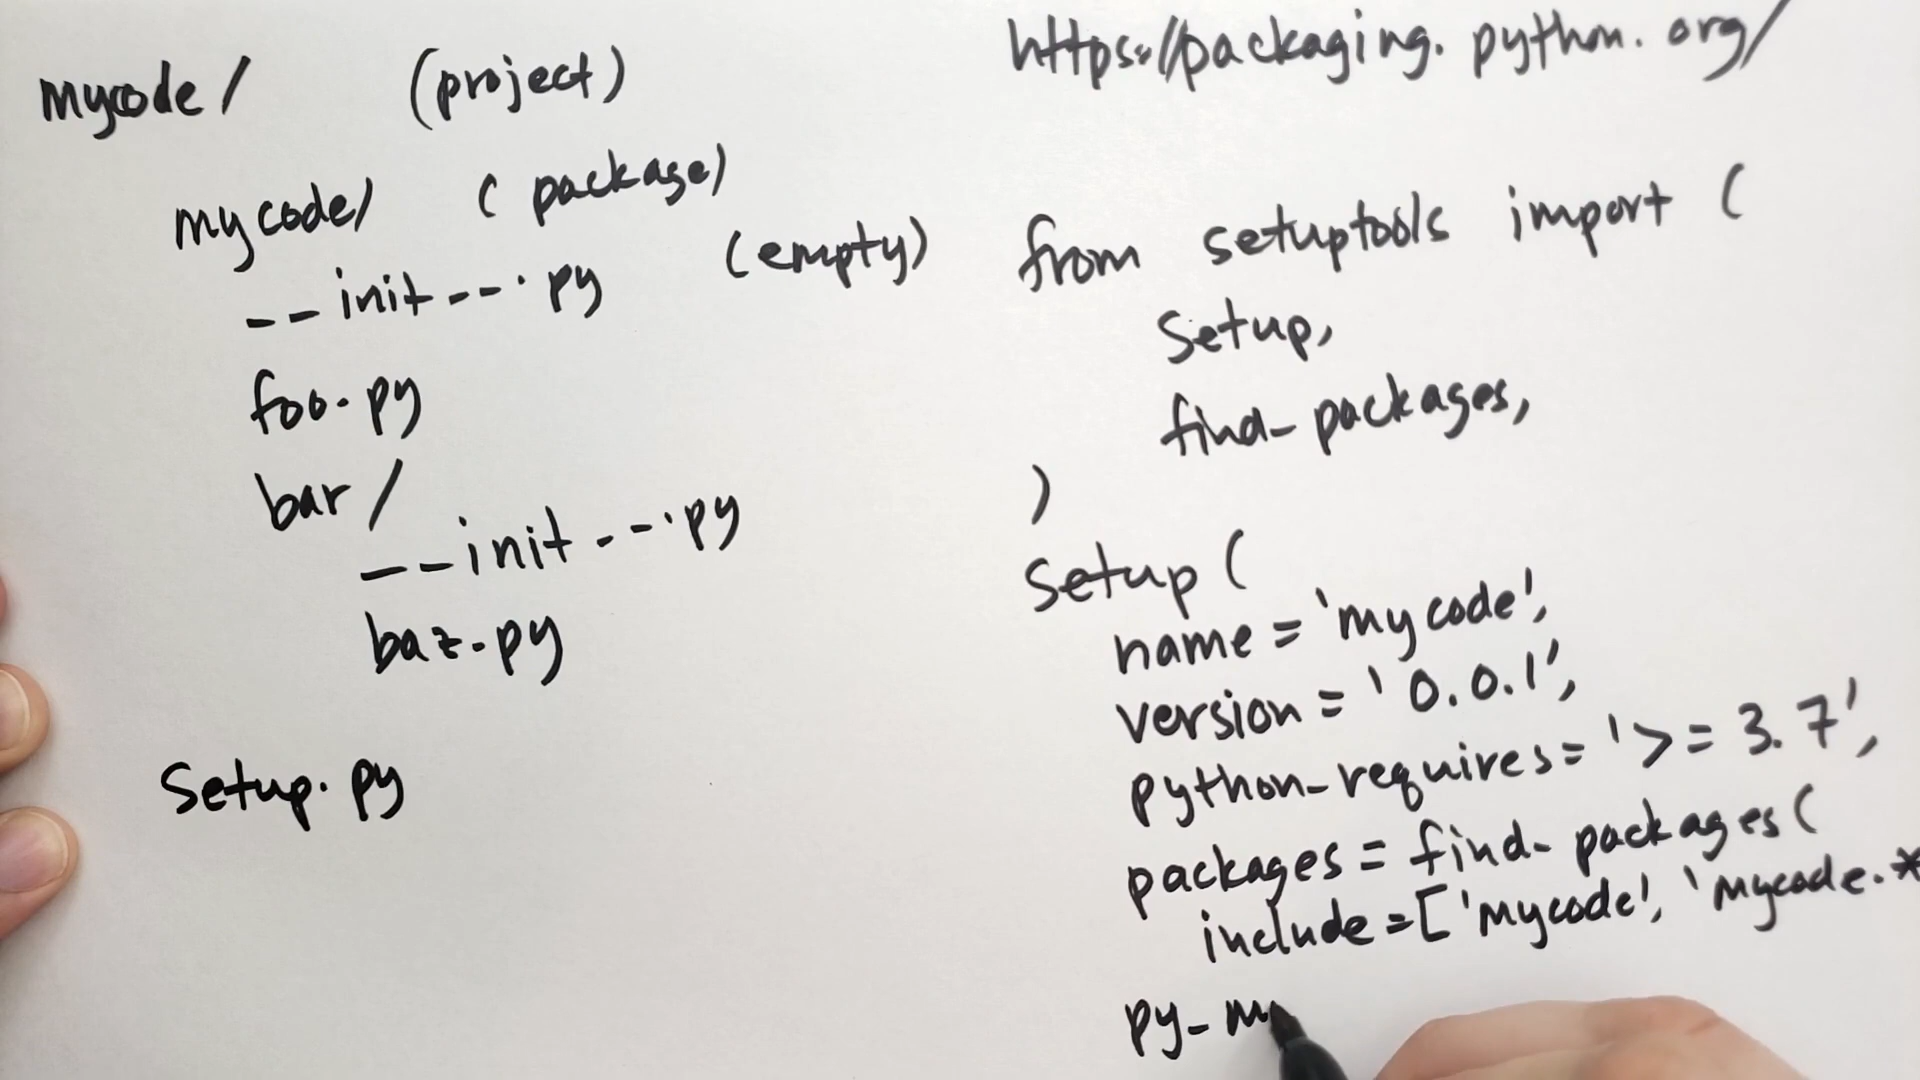 mycode/ (project)
mycode/ (package)
__init__.py (empty)
foo.py
bar/
__init__.py
baz.py
Setup.py
https://packaging.python.org/
from setuptools import (
Setup,
find_packages,
)
Setup(
name = 'mycode',
version = '0.0.1',
python_requires = '>= 3.7',
packages = find_packages(
include = ['mycode', 'mycode.*
py_m